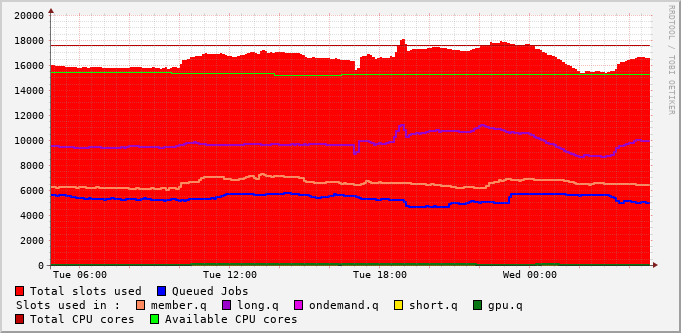 RRDTOOL / TOBI OETIKER
20000
18000
16000
14000
12000
10000
8000
6000
4000
2000
0
Tue 06:00 Tue 12:00 Tue 18:00 Wed 00:00
Total slots used Queued Jobs
Slots used in : member.q long.q ondemand.q short.q gpu.q
Total CPU cores Available CPU cores